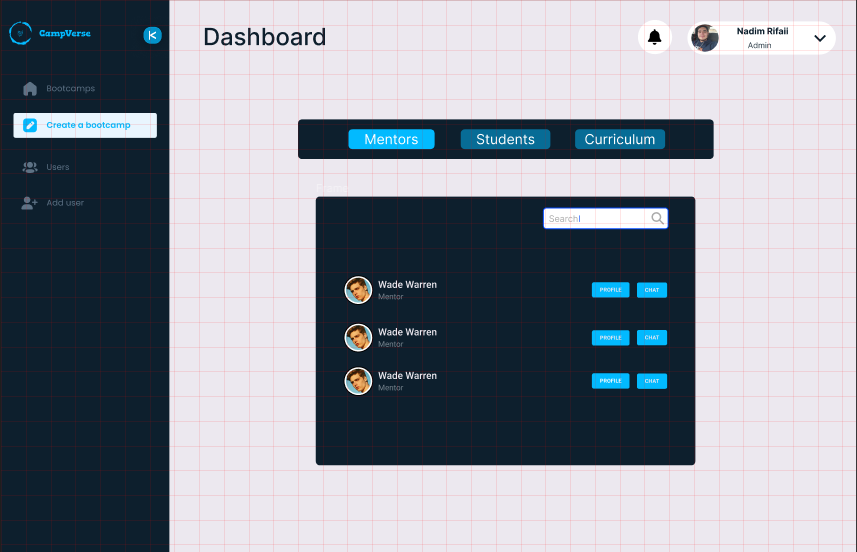 CampVerse
Dashboard
Nadim Rifaii
Admin
Bootcamps
Create a bootcamp
Users
Add user
Mentors
Students
Curriculum
Search
Wade Warren
Mentor
PROFILE
CHAT
Wade Warren
Mentor
PROFILE
CHAT
Wade Warren
Mentor
PROFILE
CHAT